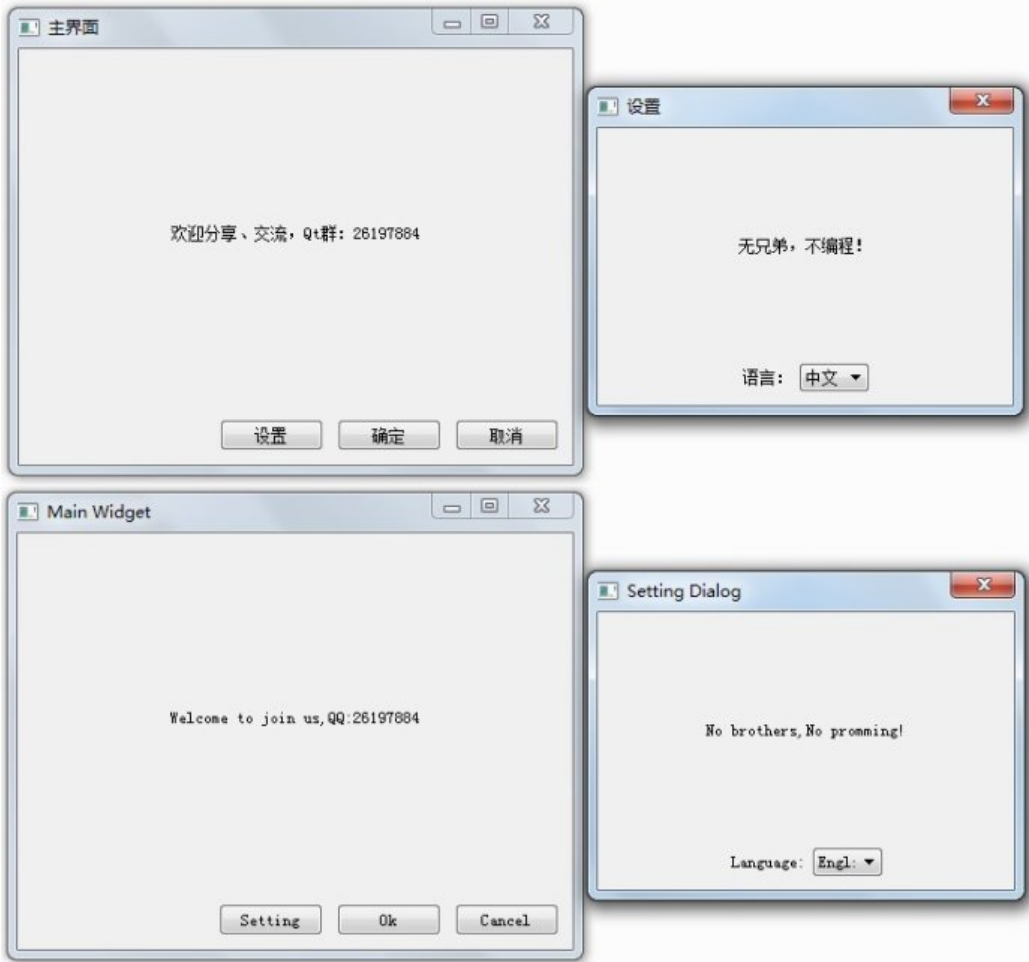 主界面
欢迎分享、交流，Qt群：26197884
设置 确定 取消
设置
无兄弟，不编程！
语言： 中文
Main Widget
Welcome to join us,QQ:26197884
Setting Ok Cancel
Setting Dialog
No brothers,No promming!
Language: Engl: